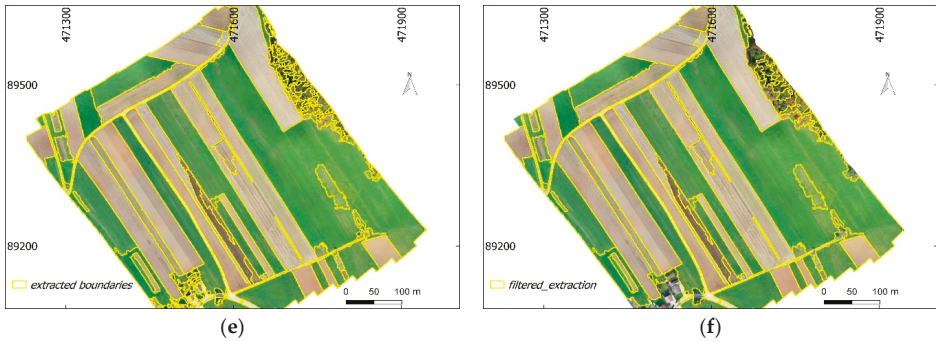 471300
471600
471900
N
89500
89200
extracted boundaries
0 50 100 m
(e)
471300
471600
471900
N
89500
89200
filtered_extraction
0 50 100 m
(f)